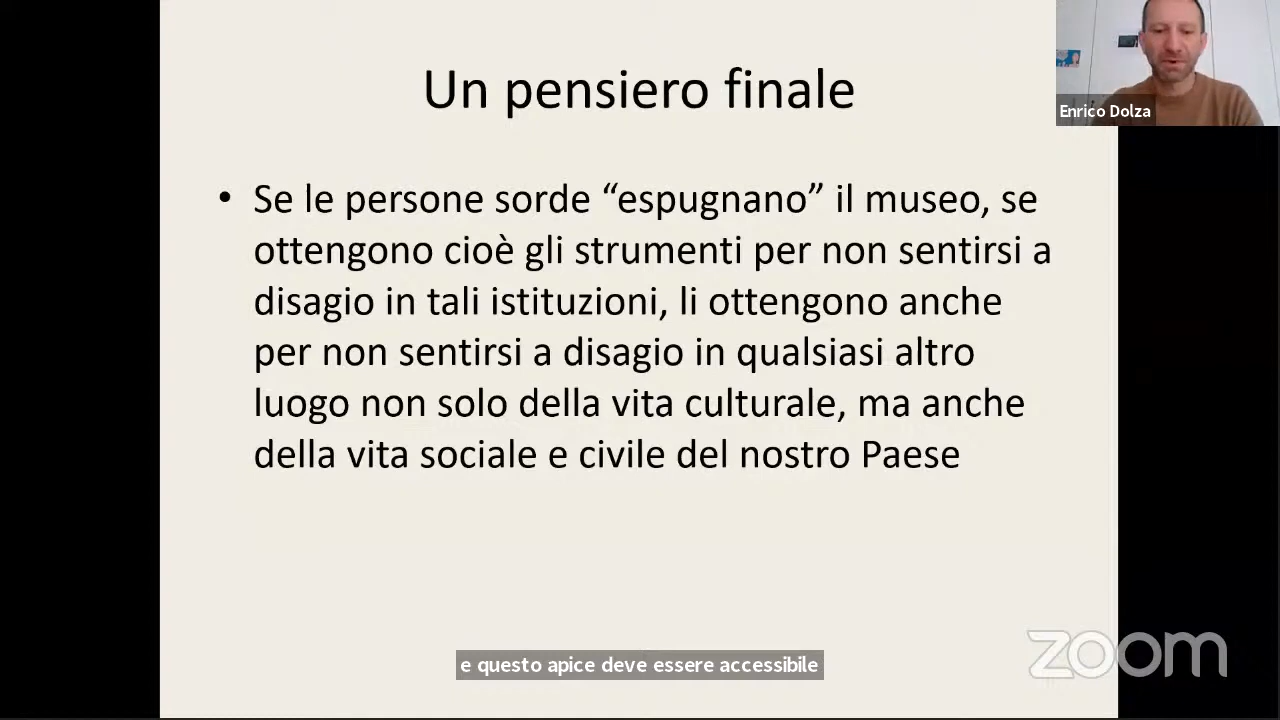 Un pensiero finale
Enrico Dolza
• Se le persone sorde “espugnano” il museo, se
ottengono cioè gli strumenti per non sentirsi a
disagio in tali istituzioni, li ottengono anche
per non sentirsi a disagio in qualsiasi altro
luogo non solo della vita culturale, ma anche
della vita sociale e civile del nostro Paese
zoom
e questo apice deve essere accessibile